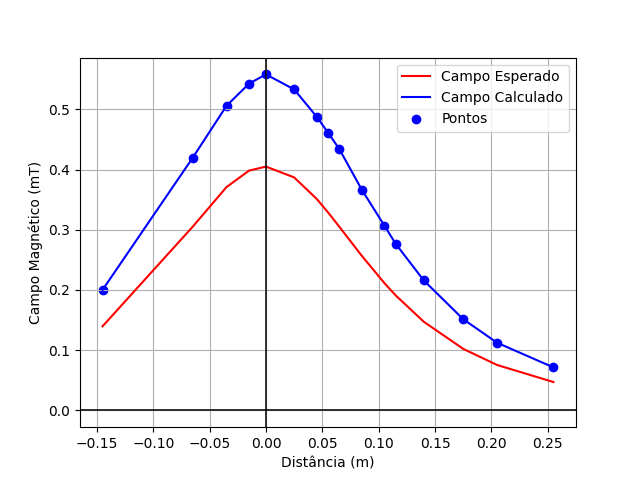 Campo Esperado
Campo Calculado
Pontos
Campo Magnético (mT)
0.5
0.4
0.3
0.2
0.1
0.0
−0.15 −0.10 −0.05 0.00 0.05 0.10 0.15 0.20 0.25
Distância (m)